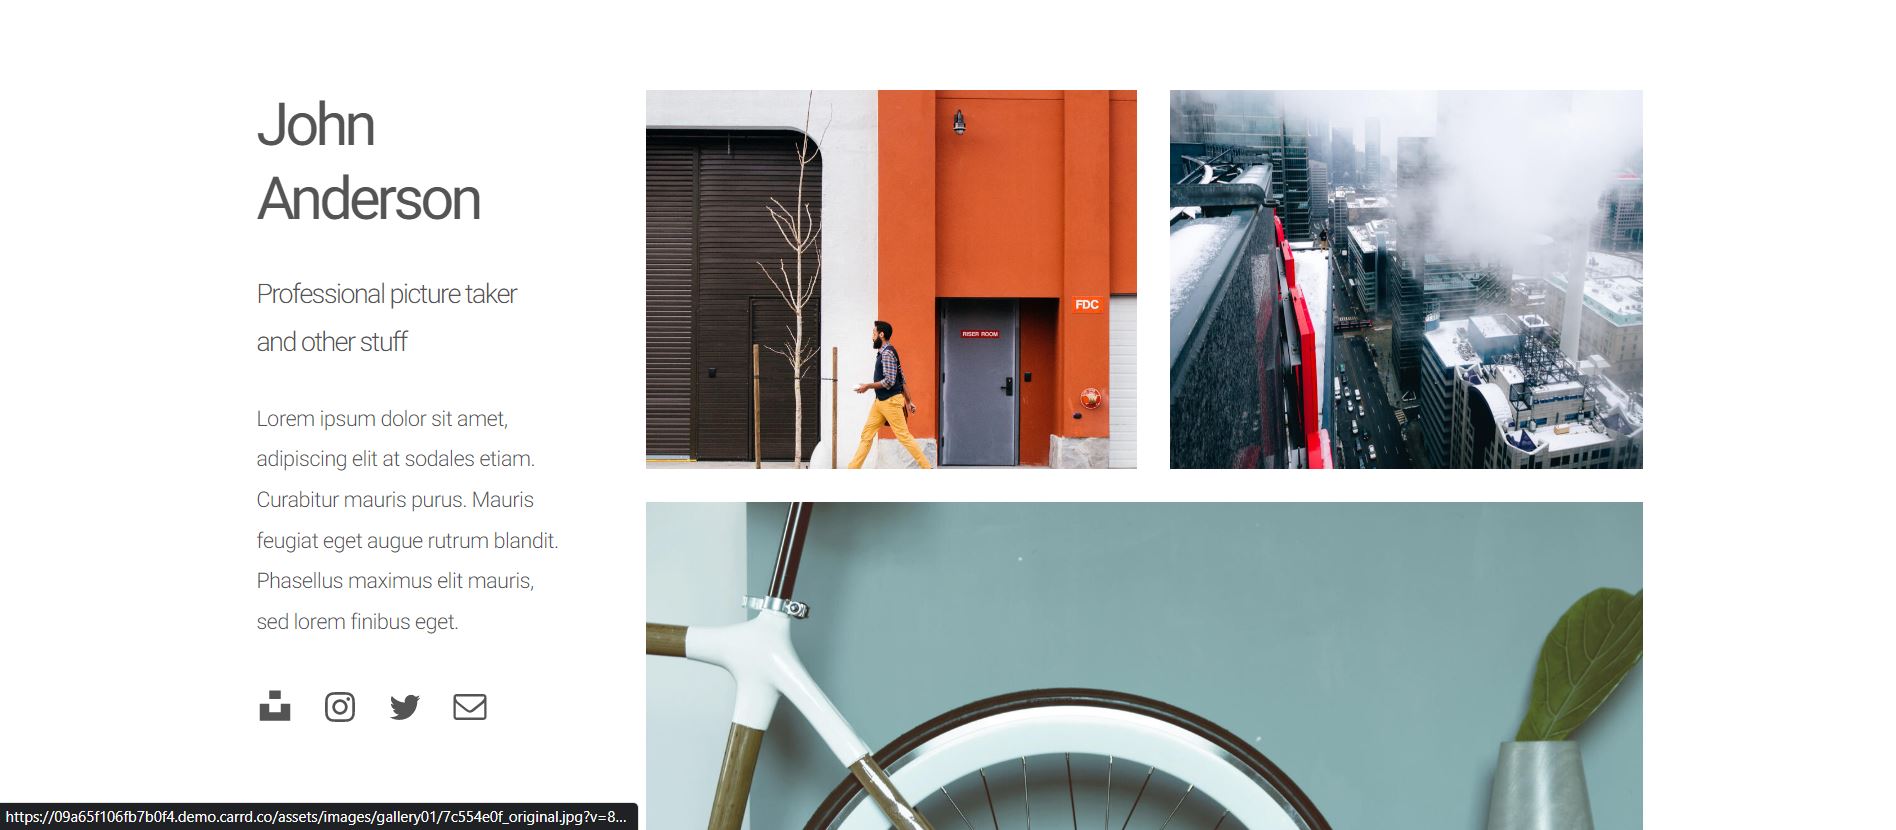 John
Anderson
Professional picture taker
and other stuff
Lorem ipsum dolor sit amet,
adipiscing elit at sodales etiam.
Curabitur mauris purus. Mauris
feugiat eget augue rutrum blandit.
Phasellus maximus elit mauris,
sed lorem finibus eget.
FDC
RISER ROOM
https://09a65f106fb7b0f4.demo.carrd.co/assets/images/gallery01/7c554e0f_original.jpg?v=8...